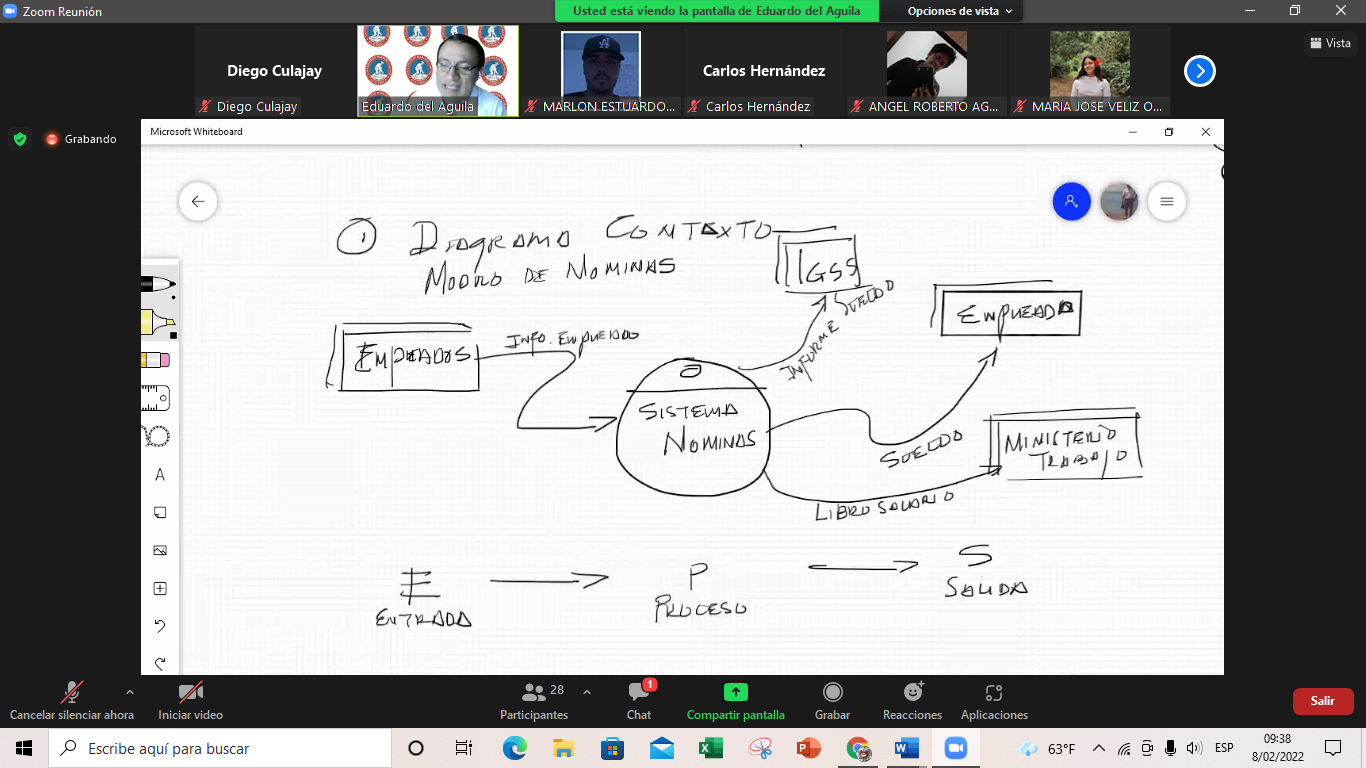 Zoom Reunión
Usted está viendo la pantalla de Eduardo del Aguila
Opciones de vista
Vista
Diego Culajay
Diego Culajay
Eduardo del Aguila
MARLON ESTUARDO...
Carlos Hernández
Carlos Hernández
ANGEL ROBERTO AG...
MARIA JOSE VELIZ O...
Grabando
Microsoft Whiteboard
① DIAGRAMA CONTEXTO
DE NOMINAS
IGSS
EMPLEADO
EMPLEADOS
INFO. EMPLEADO
INFORME SUELDO
0
SISTEMA
NOMINAS
SUELDO
MINISTERIO
TRABAJO
LIBRO SALARIO
E
ENTRADA
P
PROCESO
S
SALIDA
A
Cancelar silenciar ahora
Iniciar video
28
Participantes
1
Chat
Compartir pantalla
Grabar
Reacciones
Aplicaciones
Salir
Escribe aquí para buscar
63°F
ESP
09:38
8/02/2022